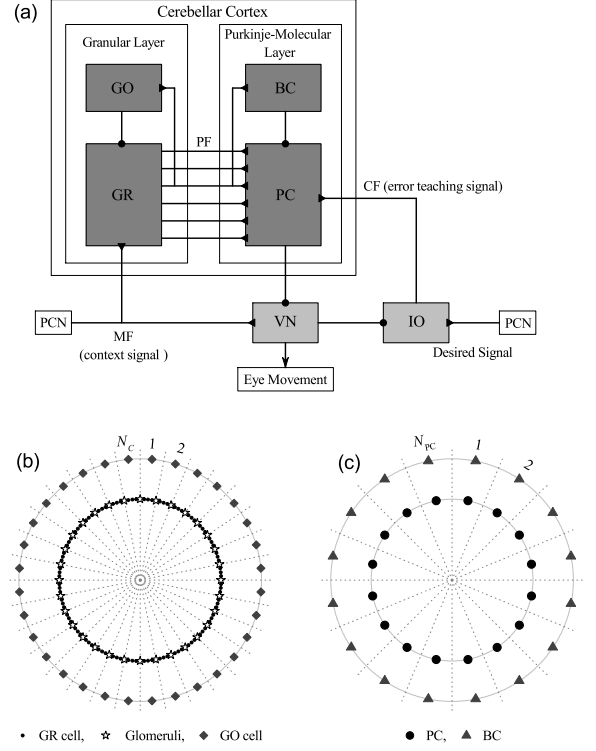 (a)
Cerebellar Cortex
Granular Layer
Purkinje-Molecular
Layer
GO
BC
PF
GR
PC
CF (error teaching signal)
PCN
VN
IO
PCN
MF
(context signal )
Desired Signal
Eye Movement
(b)
N_C 1 2
(c)
N_PC 1 2
• GR cell, ☆ Glomeruli, ◆ GO cell
● PC, ▲ BC